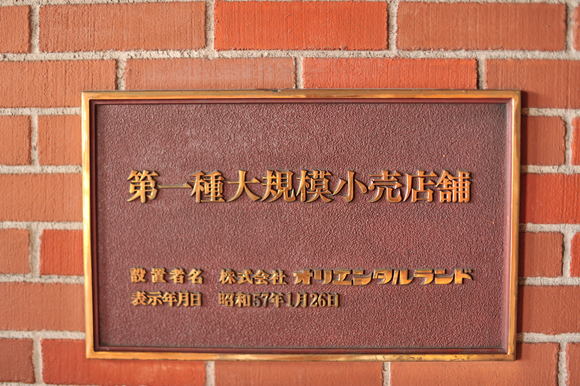 第一種大規模小売店舗
設置者名 株式会社 オリエンタルランド
表示年月日 昭和57年1月26日